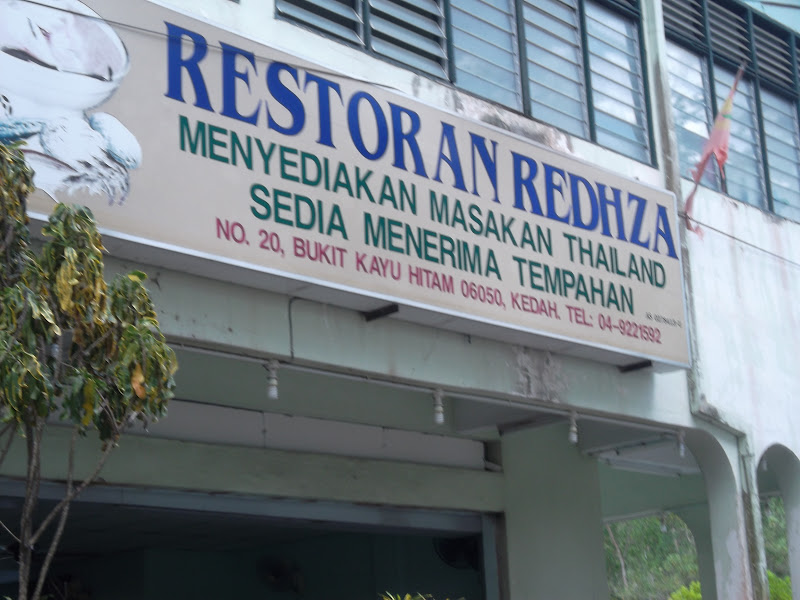 RESTORAN REDHZA
MENYEDIAKAN MASAKAN THAILAND
SEDIA MENERIMA TEMPAHAN
NO. 20, BUKIT KAYU HITAM 06050, KEDAH. TEL: 04-9221592